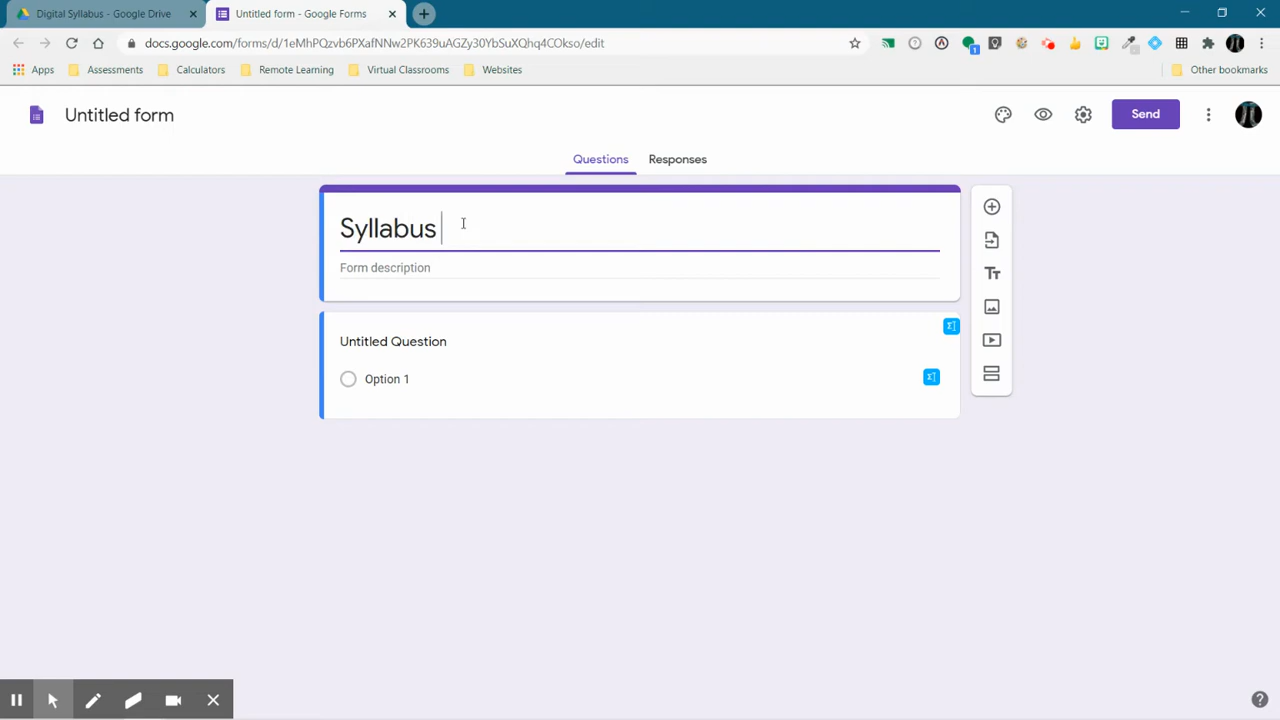 Digital Syllabus - Google Drive
Untitled form - Google Forms
docs.google.com/forms/d/1eMhPQzvb6PXafNNw2PK639uAGZy30YbSuXQhq4COkso/edit
Apps
Assessments
Calculators
Remote Learning
Virtual Classrooms
Websites
Other bookmarks
Untitled form
Send
Questions
Responses
Syllabus
Form description
Untitled Question
Option 1